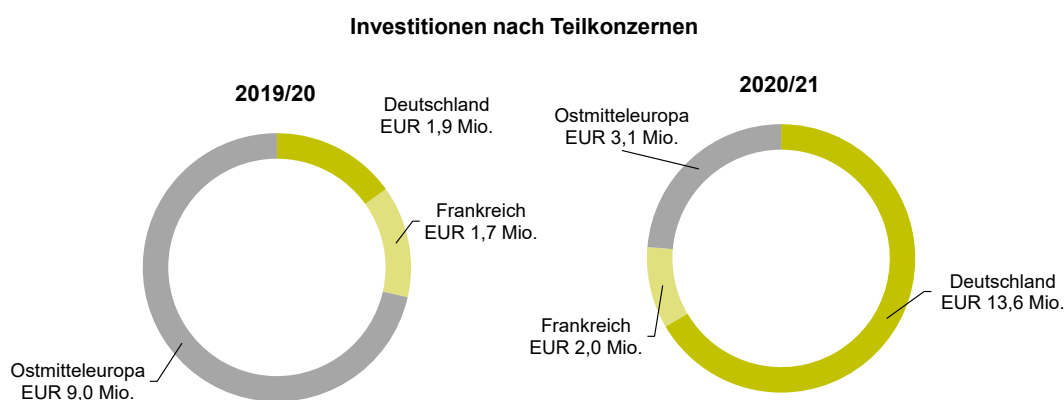 Investitionen nach Teilkonzernen
2019/20
Deutschland
EUR 1,9 Mio.
Frankreich
EUR 1,7 Mio.
Ostmitteleuropa
EUR 9,0 Mio.
2020/21
Ostmitteleuropa
EUR 3,1 Mio.
Deutschland
EUR 13,6 Mio.
Frankreich
EUR 2,0 Mio.